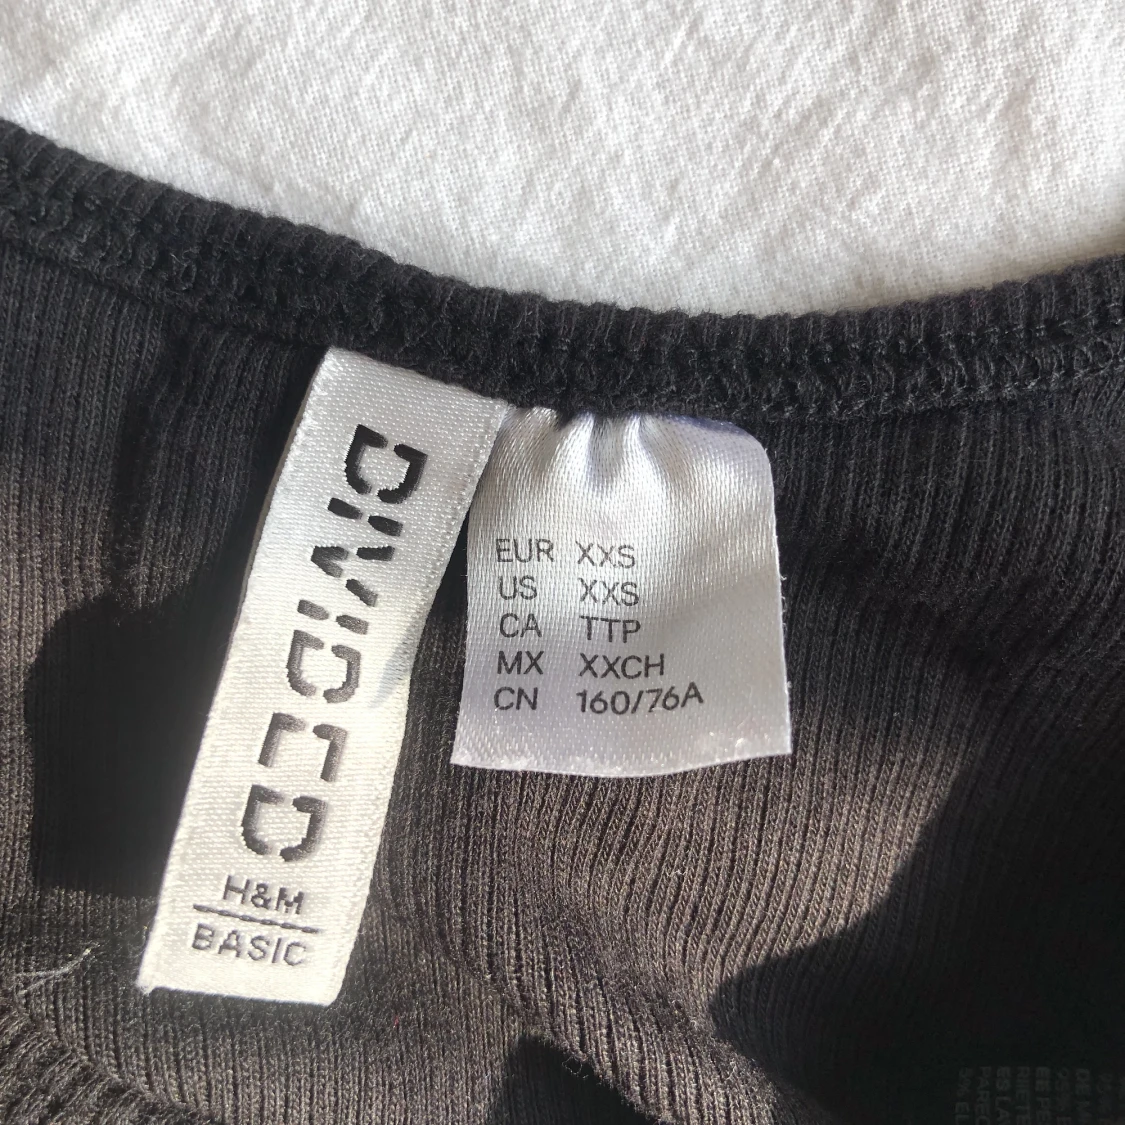 DIVIDED
H&M
BASIC
EUR XXS
US XXS
CA TTP
MX XXCH
CN 160/76A